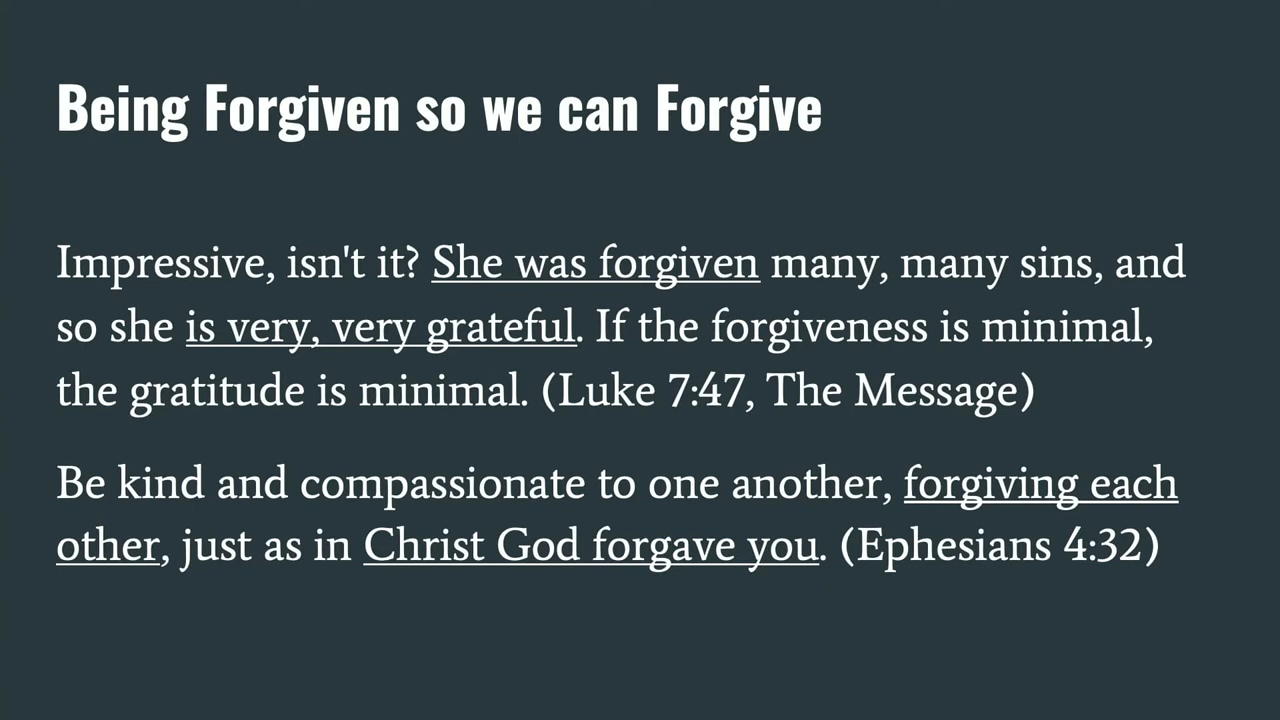 Being Forgiven so we can Forgive
Impressive, isn't it? She was forgiven many, many sins, and
so she is very, very grateful. If the forgiveness is minimal,
the gratitude is minimal. (Luke 7:47, The Message)
Be kind and compassionate to one another, forgiving each
other, just as in Christ God forgave you. (Ephesians 4:32)